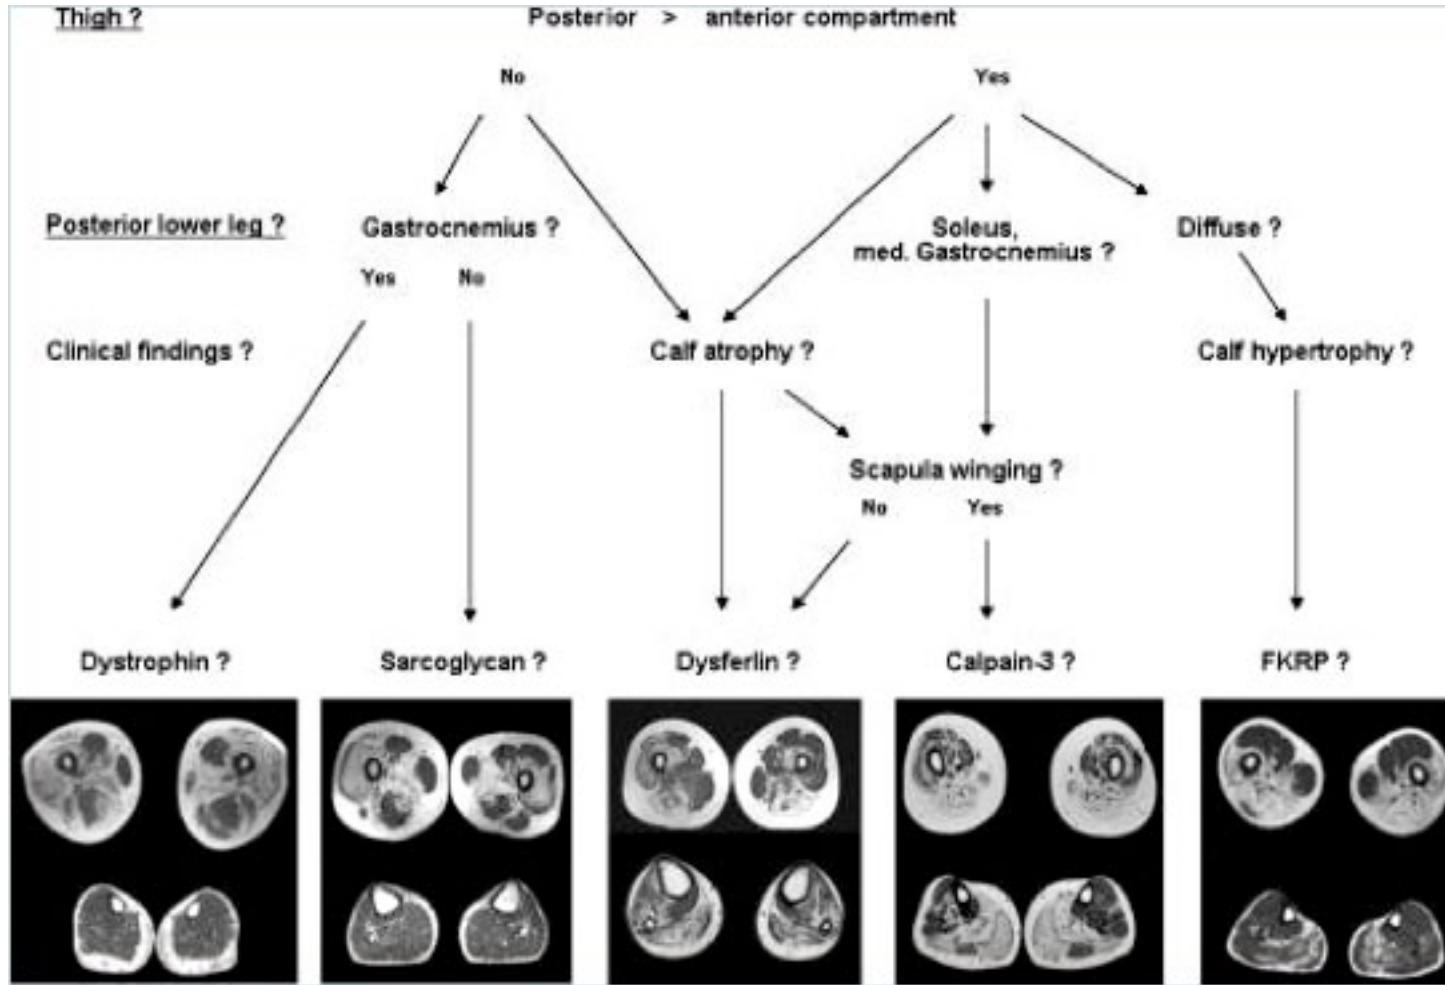 Thigh ? Posterior > anterior compartment
No Yes
Posterior lower leg ? Gastrocnemius ? Soleus, med. Gastrocnemius ? Diffuse ?
Yes No
Clinical findings ? Calf atrophy ? Calf hypertrophy ?
Scapula winging ?
No Yes
Dystrophin ? Sarcoglycan ? Dysferlin ? Calpain-3 ? FKRP ?